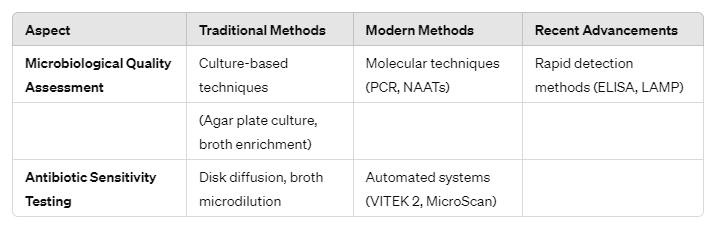 Aspect Traditional Methods Modern Methods Recent Advancements
Microbiological Quality Culture-based Molecular techniques Rapid detection
Assessment techniques (PCR, NAATs) methods (ELISA, LAMP)
(Agar plate culture,
broth enrichment)
Antibiotic Sensitivity Disk diffusion, broth Automated systems
Testing microdilution (VITEK 2, MicroScan)